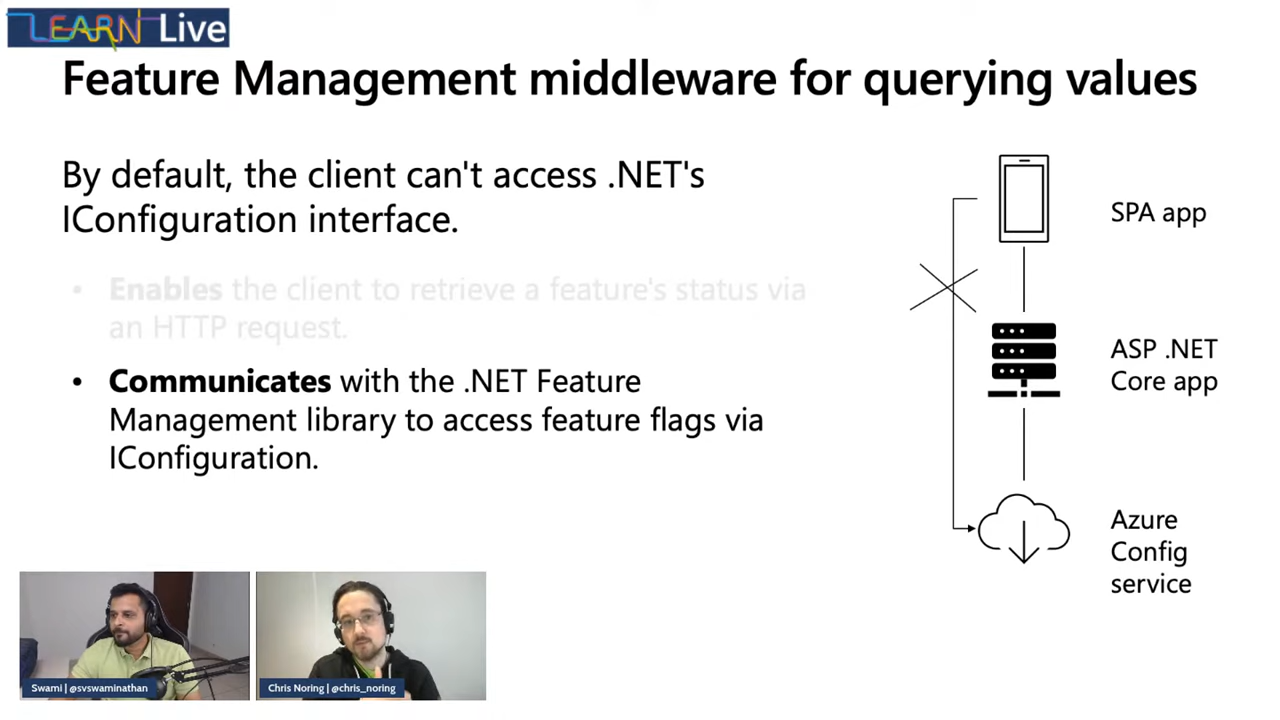 LEARN Live
Feature Management middleware for querying values
By default, the client can't access .NET's
IConfiguration interface.
• Enables the client to retrieve a feature's status via
an HTTP request.
• Communicates with the .NET Feature
Management library to access feature flags via
IConfiguration.
SPA app
ASP .NET
Core app
Azure
Config
service
Swami | @svswaminathan
Chris Noring | @chris_noring